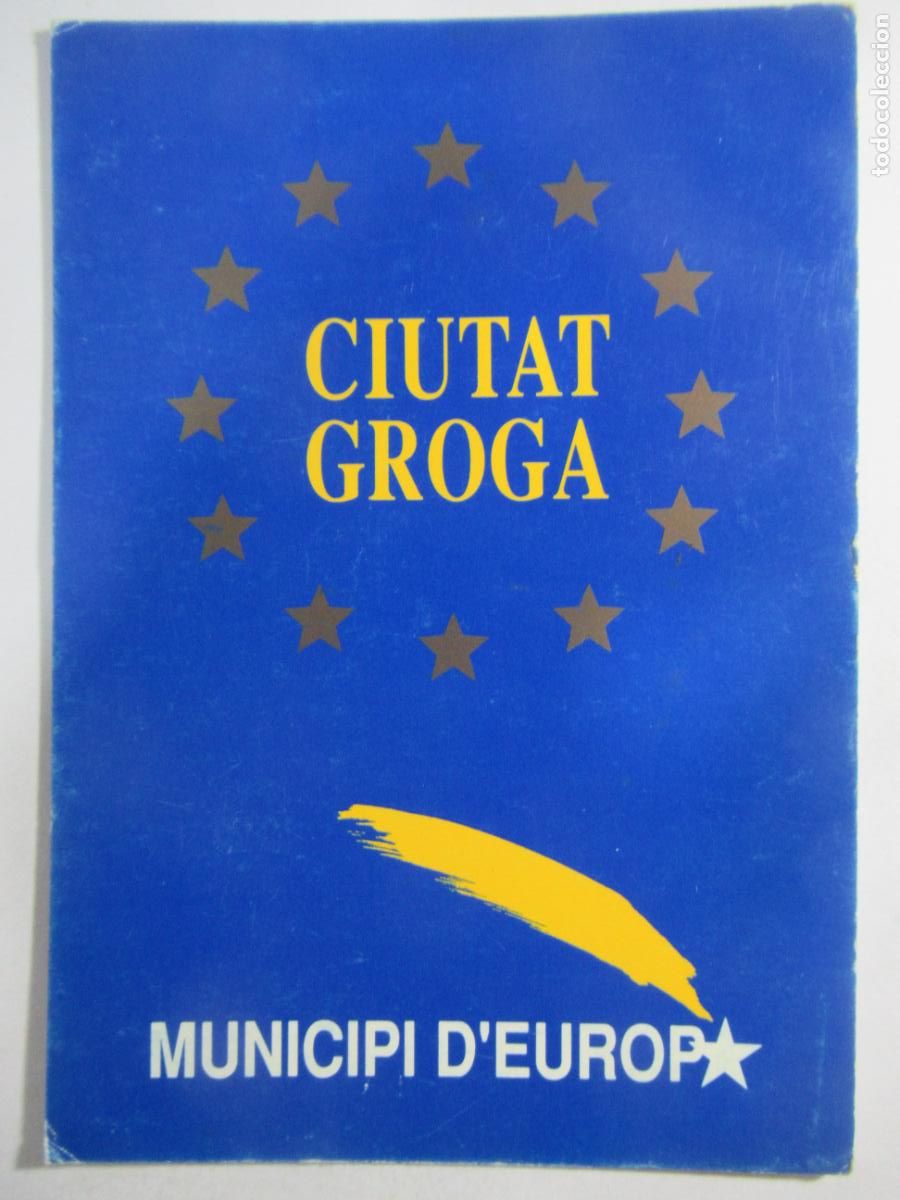 todocoleccion
CIUTAT
GROGA
MUNICIPI D'EUROP★